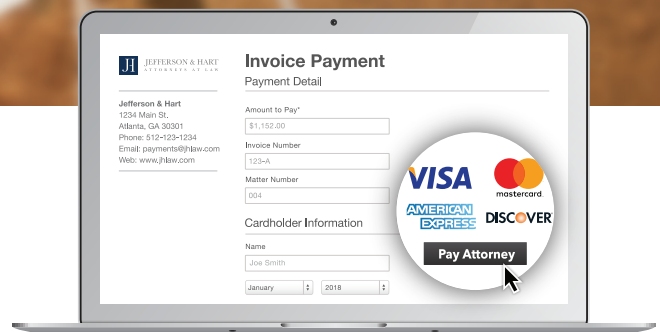 JEFFERSON & HART
ATTORNEYS AT LAW
Jefferson & Hart
1234 Main St.
Atlanta, GA 30301
Phone: 512-123-1234
Email: payments@jhlaw.com
Web: www.jhlaw.com
Invoice Payment
Payment Detail
Amount to Pay*
$1,152.00
Invoice Number
123-A
Matter Number
004
Cardholder Information
Name
Joe Smith
January 2018
VISA
mastercard.
AMERICAN
EXPRESS
DISCOVER
Pay Attorney